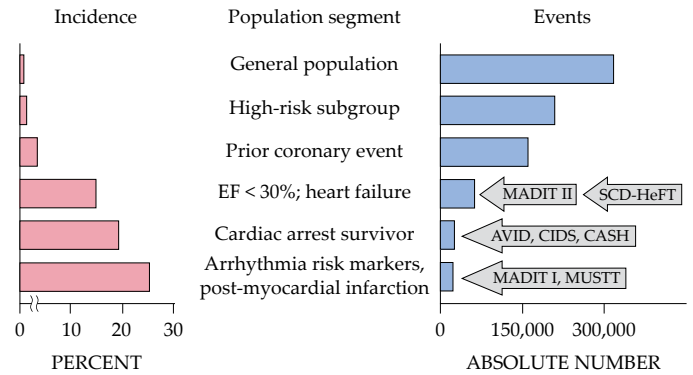 Incidence
Population segment
Events
General population
High-risk subgroup
Prior coronary event
EF < 30%; heart failure
MADIT II
SCD-HeFT
Cardiac arrest survivor
AVID, CIDS, CASH
Arrhythmia risk markers,
post-myocardial infarction
MADIT I, MUSTT
0 10 20 30
0 150,000 300,000
PERCENT
ABSOLUTE NUMBER